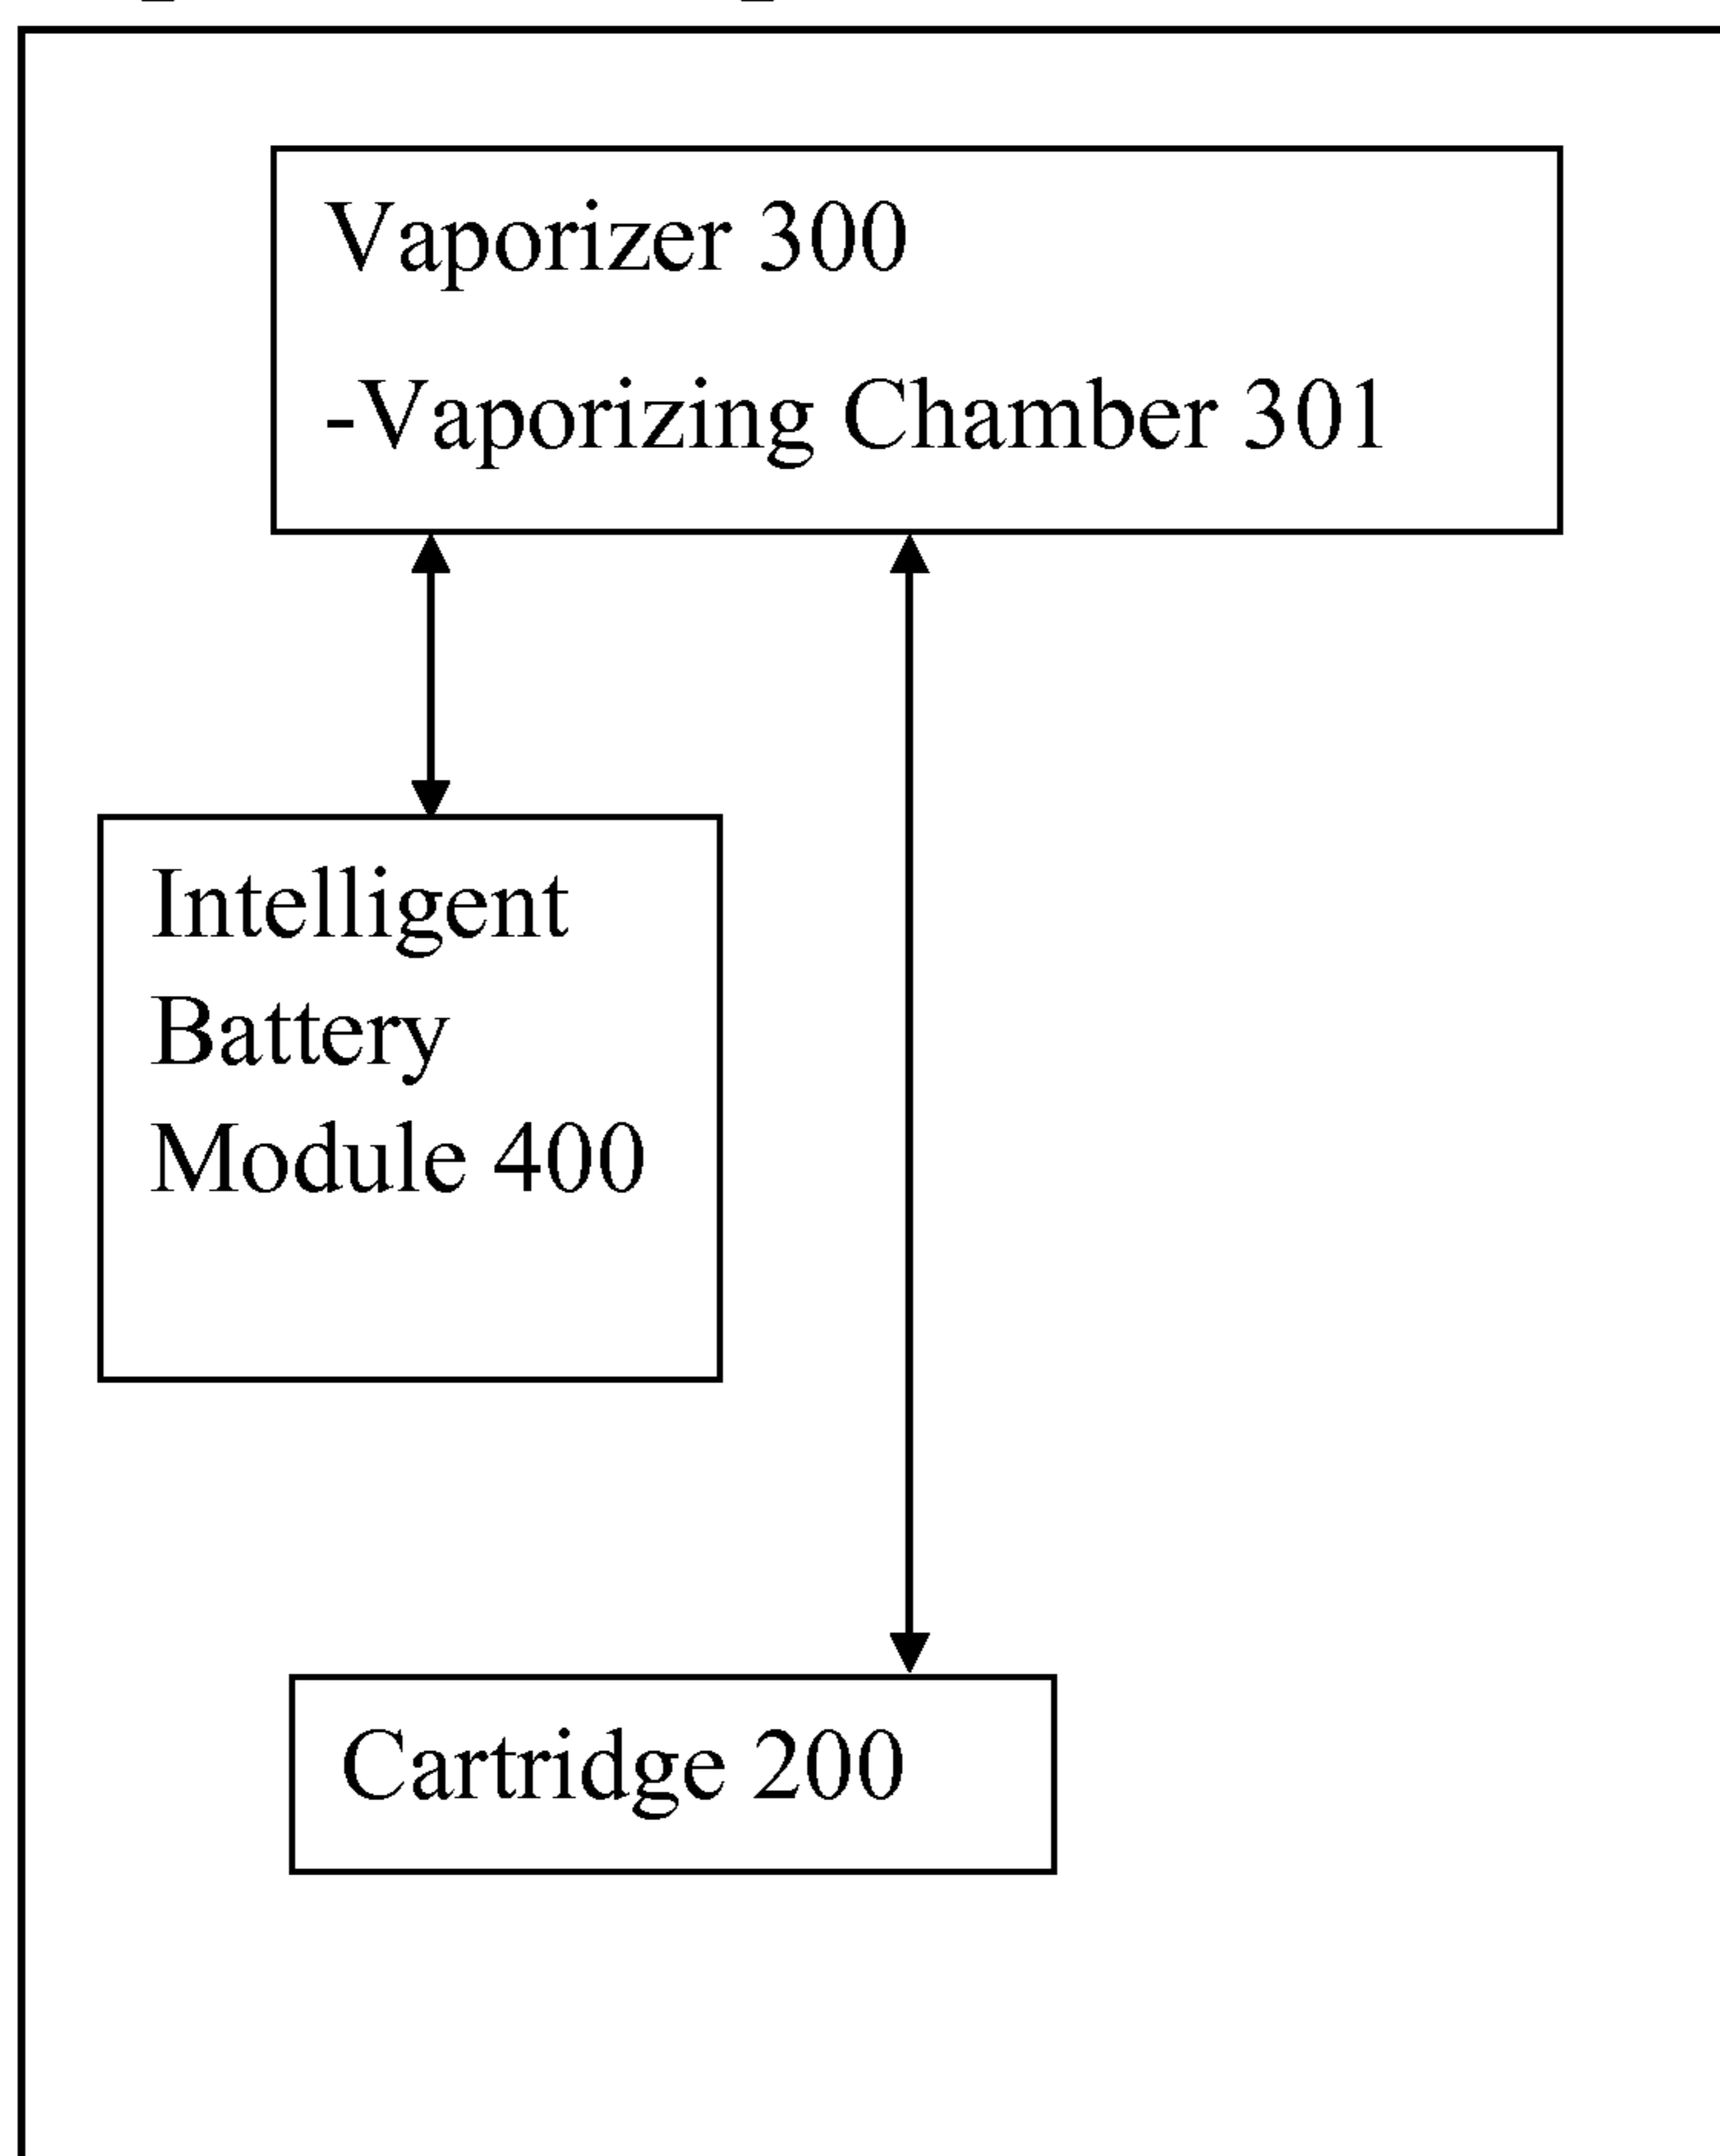 Vaporizer 300
-Vaporizing Chamber 301
Intelligent
Battery
Module 400
Cartridge 200